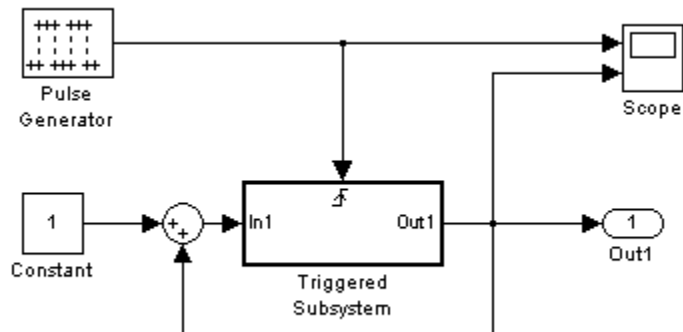 Pulse
Generator
Scope
1
Constant
+
+
In1
Out1
Triggered
Subsystem
1
Out1